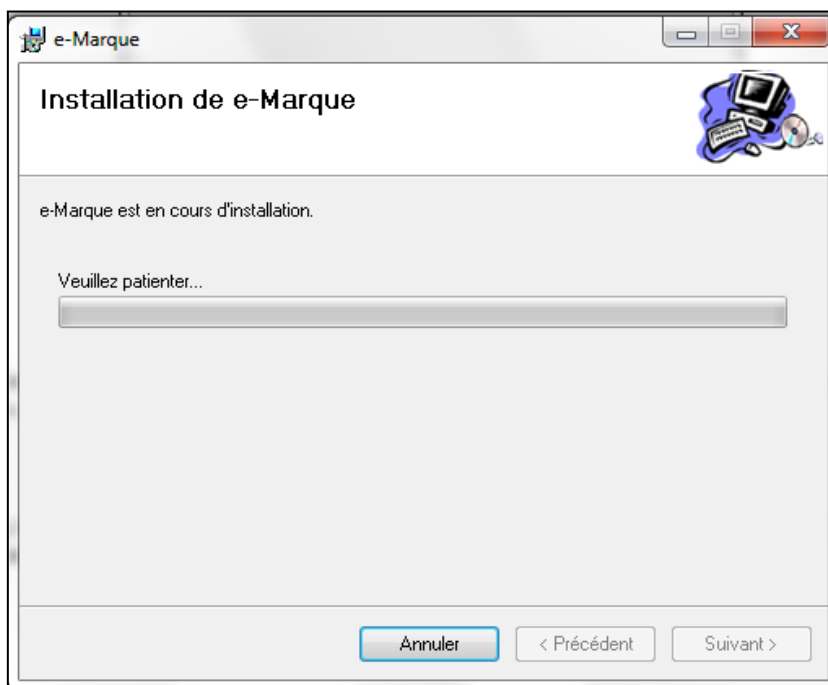 e-Marque
Installation de e-Marque
e-Marque est en cours d'installation.
Veuillez patienter...
Annuler
< Précédent
Suivant >